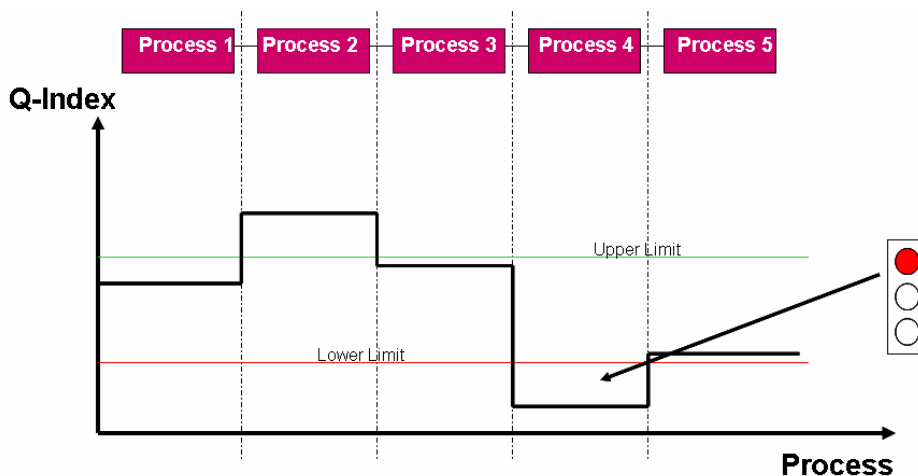 Process 1
Process 2
Process 3
Process 4
Process 5
Q-Index
Upper Limit
Lower Limit
Process